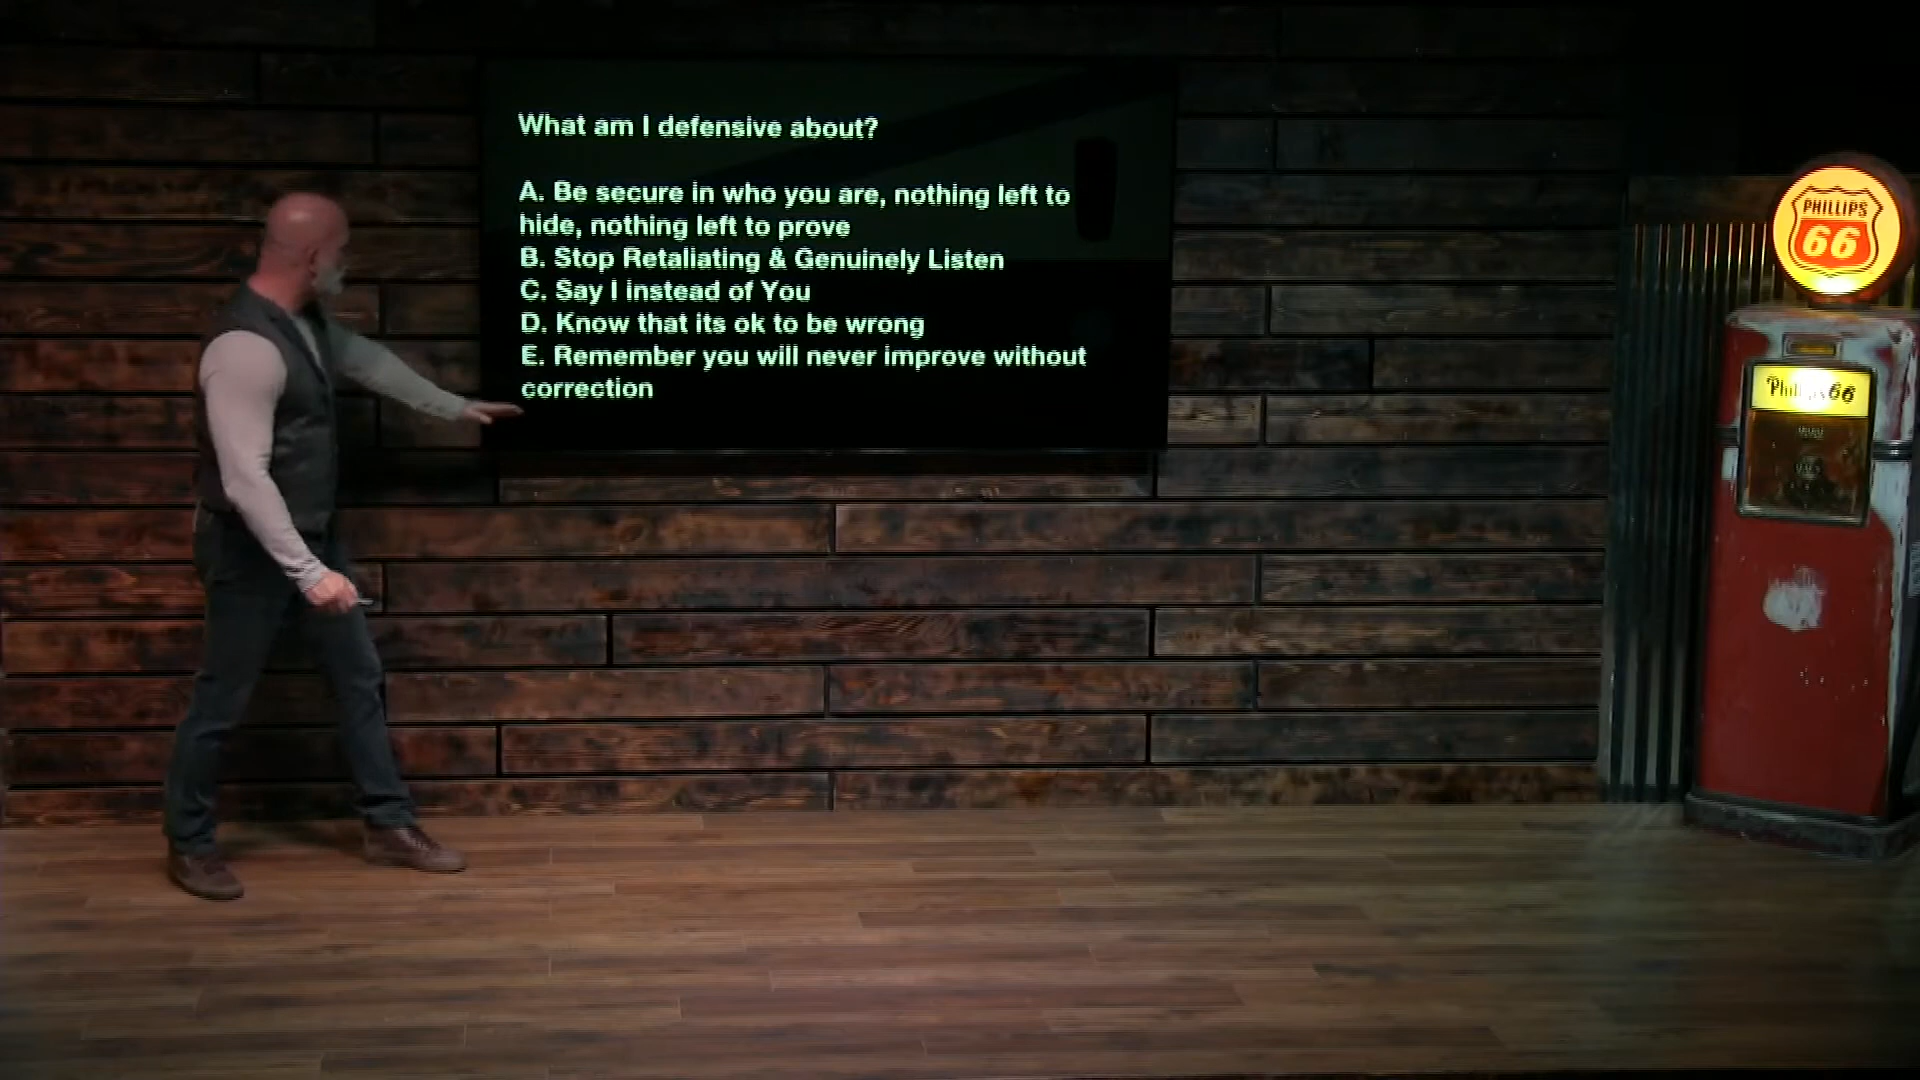 What am I defensive about?
A. Be secure in who you are, nothing left to
hide, nothing left to prove
B. Stop Retaliating & Genuinely Listen
C. Say I instead of You
D. Know that its ok to be wrong
E. Remember you will never improve without
correction
PHILLIPS
66
Phillips 66